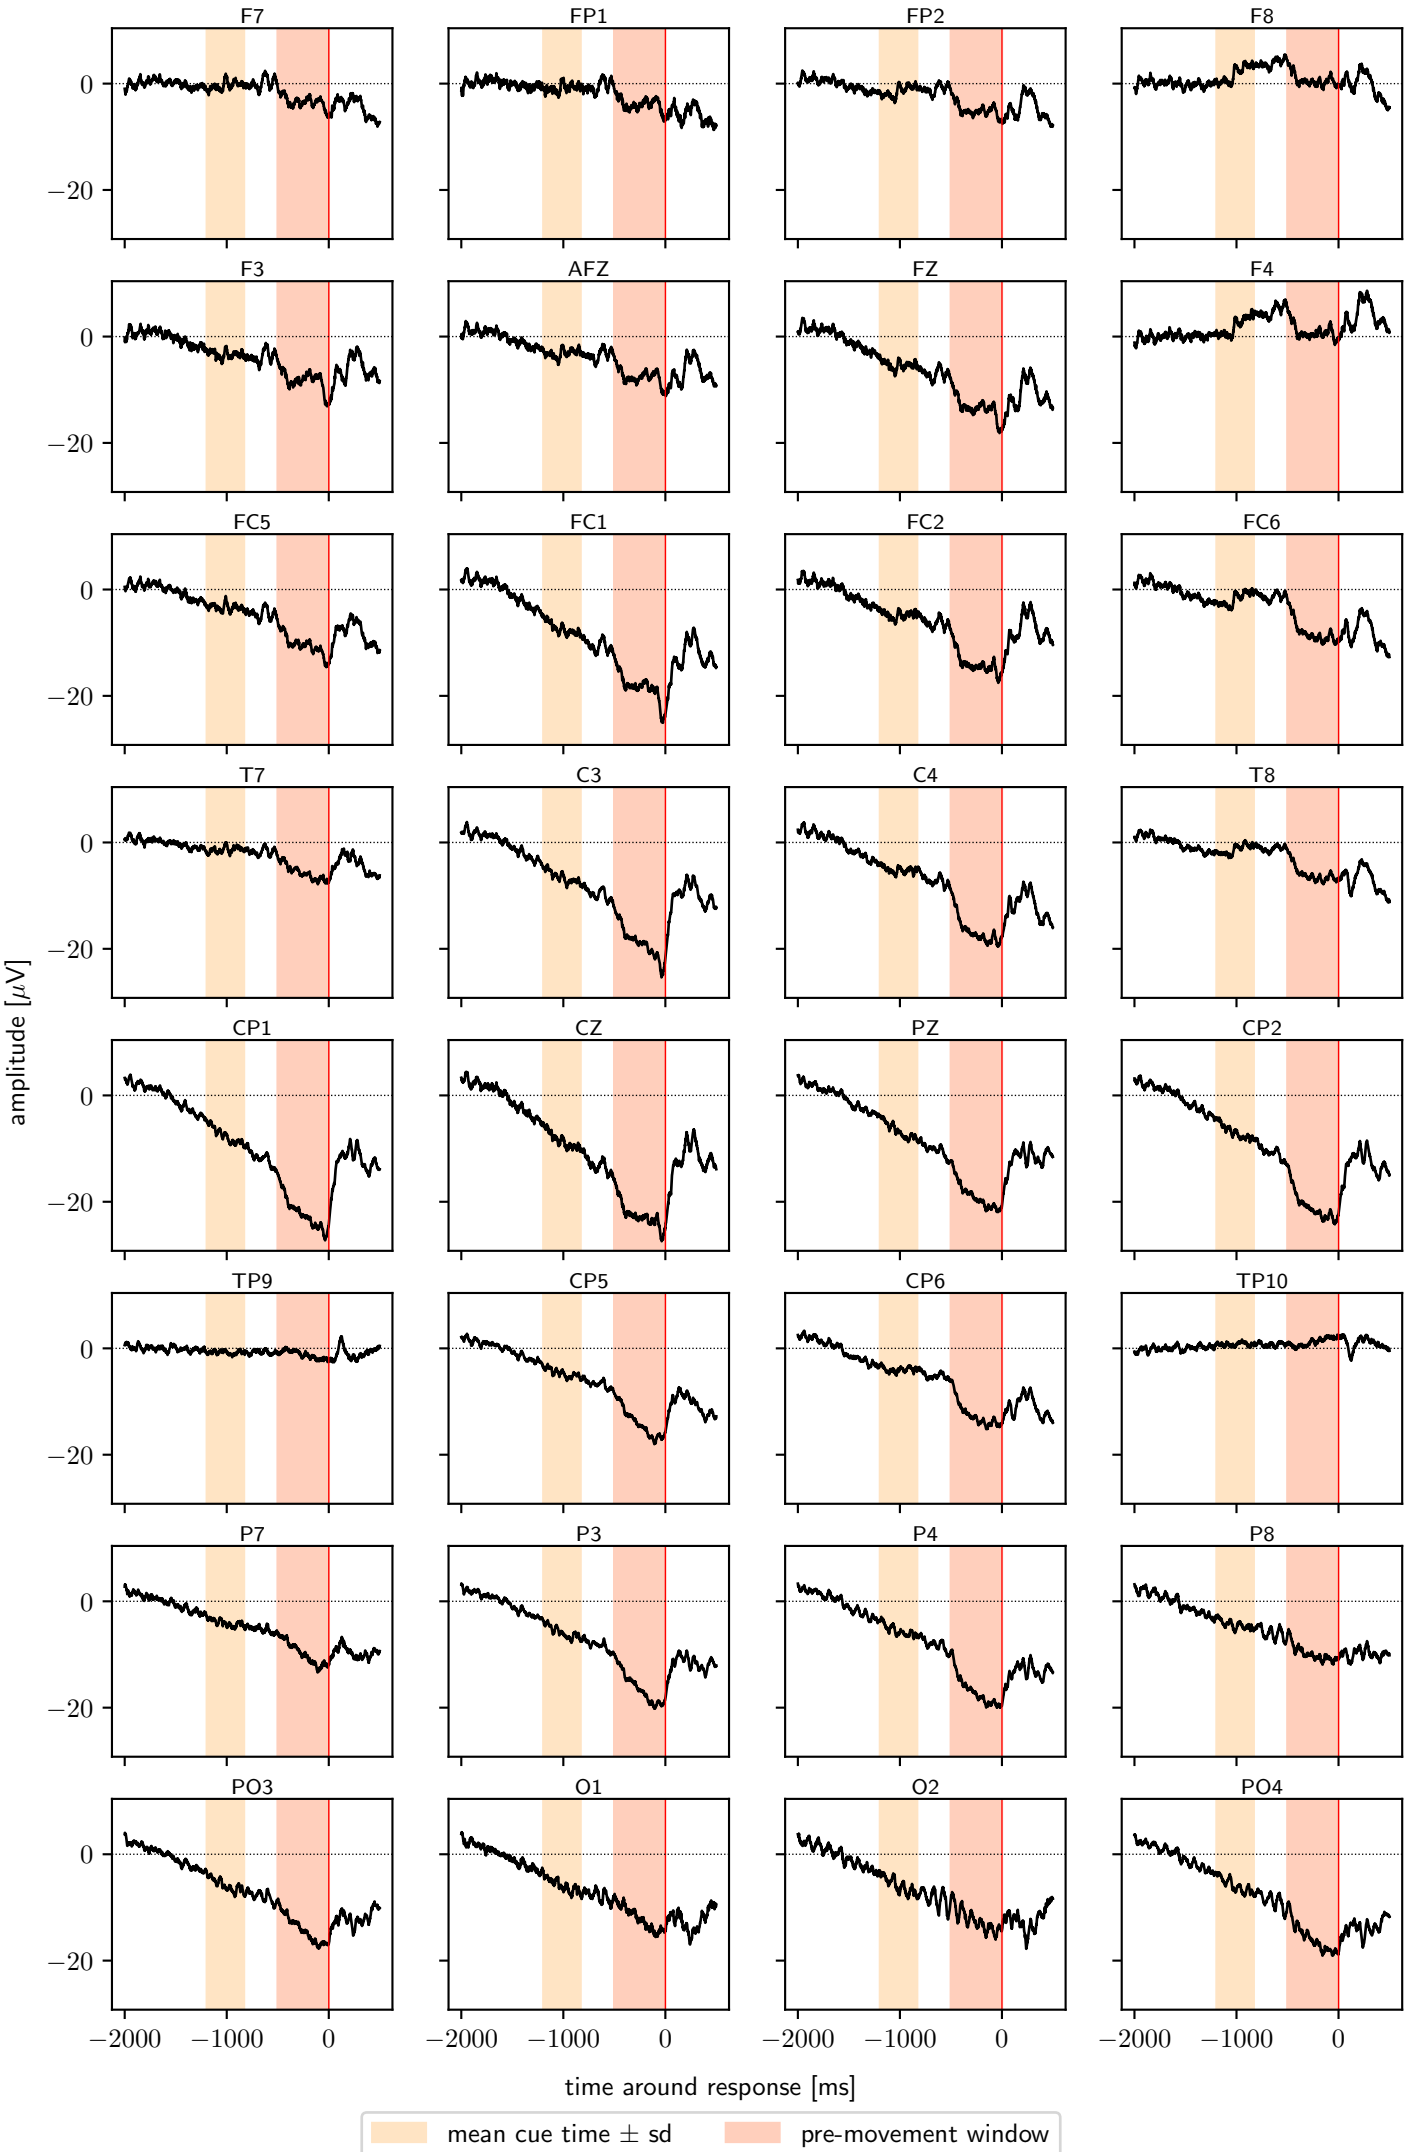 F7 FP1 FP2 F8
0
−20
F3 AFZ FZ F4
0
−20
FC5 FC1 FC2 FC6
0
−20
T7 C3 C4 T8
0
−20
amplitude [μV]
CP1 CZ PZ CP2
0
−20
TP9 CP5 CP6 TP10
0
−20
P7 P3 P4 P8
0
−20
PO3 O1 O2 PO4
0
−20
−2000 −1000 0 −2000 −1000 0 −2000 −1000 0 −2000 −1000 0
time around response [ms]
mean cue time ± sd pre-movement window